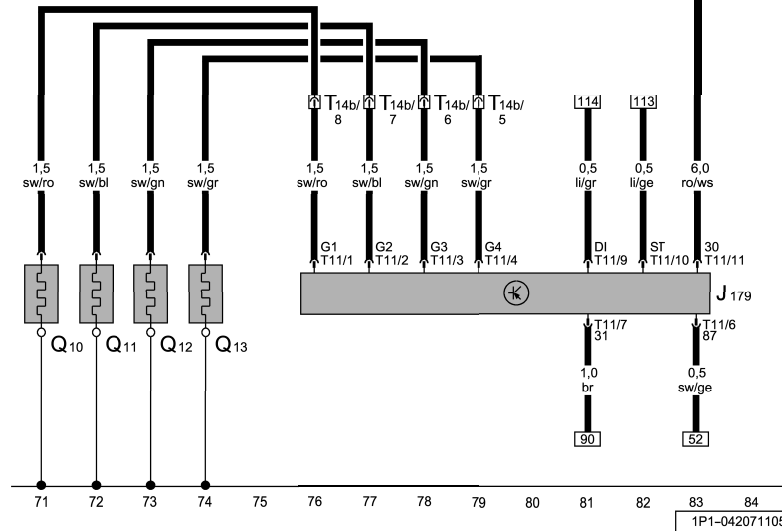 114 113
T14b/ T14b/ T14b/ T14b/
8 7 6 5
1,5 1,5 1,5 1,5 1,5 1,5 1,5 1,5 0,5 0,5 6,0
sw/ro sw/bl sw/gn sw/gr sw/ro sw/bl sw/gn sw/gr li/gr li/ge ro/ws
G1 G2 G3 G4 DI ST 30
T11/1 T11/2 T11/3 T11/4 T11/9 T11/10 T11/11
J 179
T11/7 T11/6
31 87
Q10 Q11 Q12 Q13
1,0 0,5
br sw/ge
90 52
71 72 73 74 75 76 77 78 79 80 81 82 83 84
1P1-042071105